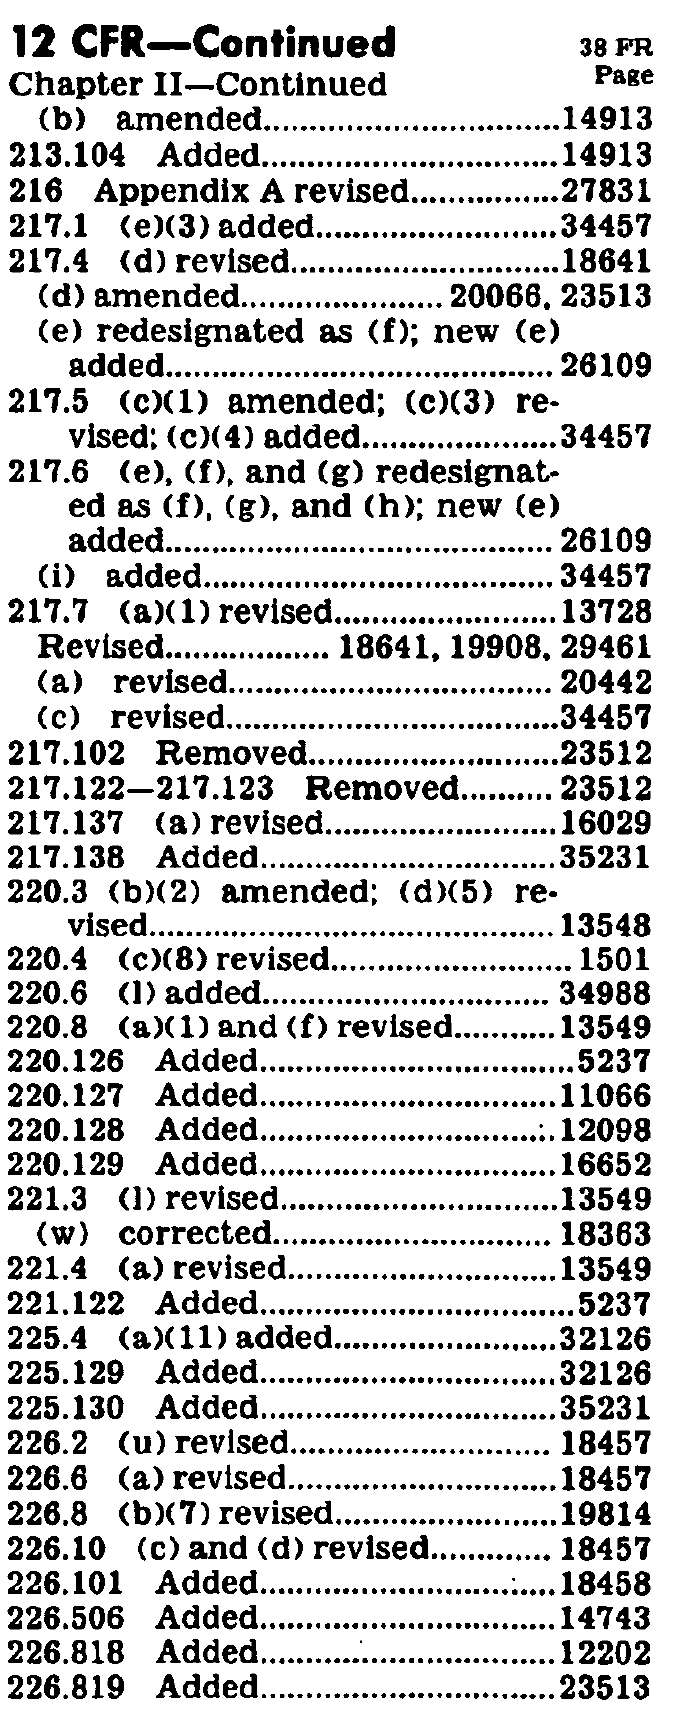 12 CFR—Continued
38 FR
Chapter II—Continued
Page
(b) amended..............................14913
213.104 Added..............................14913
216 Appendix A revised...............27831
217.1 (e)(3) added.........................34457
217.4 (d) revised...........................18641
(d) amended..................... 20066, 23513
(e) redesignated as (f); new (e)
added....................................... 26109
217.5 (c)(1) amended; (c)(3) re-
vised; (c)(4) added....................34457
217.6 (e), (f), and (g) redesignat-
ed as (f), (g), and (h); new (e)
added....................................... 26109
(i) added................................... 34457
217.7 (a)(1) revised.......................13728
Revised................. 18641, 19908, 29461
(a) revised................................ 20442
(c) revised.................................34457
217.102 Removed..........................23512
217.122—217.123 Removed.......... 23512
217.137 (a) revised........................16029
217.138 Added..............................35231
220.3 (b)(2) amended; (d)(5) re-
vised......................................... 13548
220.4 (c)(8) revised......................... 1501
220.6 (l) added............................. 34988
220.8 (a)(1) and (f) revised...........13549
220.126 Added................................5237
220.127 Added..............................11066
220.128 Added..............................12098
220.129 Added..............................16652
221.3 (l) revised............................13549
(w) corrected............................ 18363
221.4 (a) revised...........................13549
221.122 Added................................5237
225.4 (a)(11) added.......................32126
225.129 Added..............................32126
225.130 Added..............................35231
226.2 (u) revised.......................... 18457
226.6 (a) revised...........................18457
226.8 (b)(7) revised.......................19814
226.10 (c) and (d) revised............. 18457
226.101 Added..............................18458
226.506 Added..............................14743
226.818 Added..............................12202
226.819 Added..............................23513